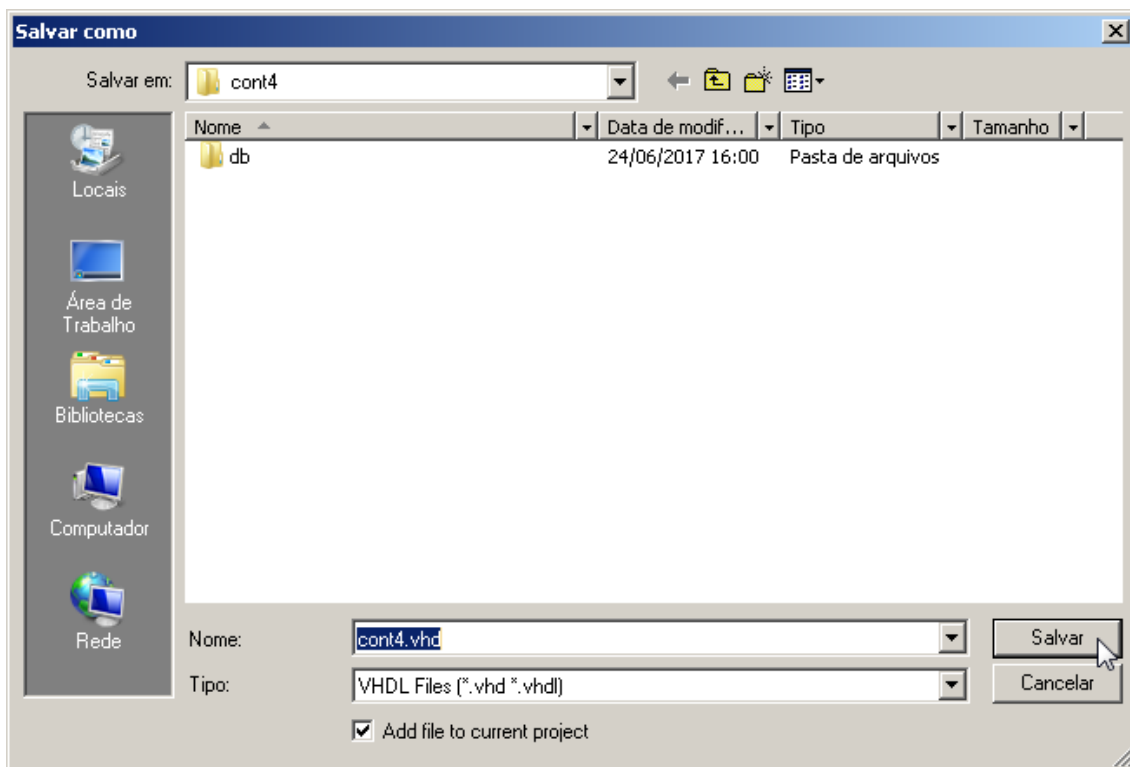 Salvar como
Salvar em: cont4
Nome Data de modif... Tipo Tamanho
db 24/06/2017 16:00 Pasta de arquivos
Locais
Área de
Trabalho
Bibliotecas
Computador
Rede
Nome: cont4.vhd Salvar
Tipo: VHDL Files (*.vhd *.vhdl) Cancelar
Add file to current project